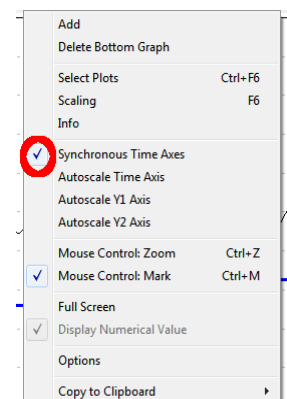 Add
Delete Bottom Graph
Select Plots Ctrl+F6
Scaling F6
Info
Synchronous Time Axes
Autoscale Time Axis
Autoscale Y1 Axis
Autoscale Y2 Axis
Mouse Control: Zoom Ctrl+Z
Mouse Control: Mark Ctrl+M
Full Screen
Display Numerical Value
Options
Copy to Clipboard